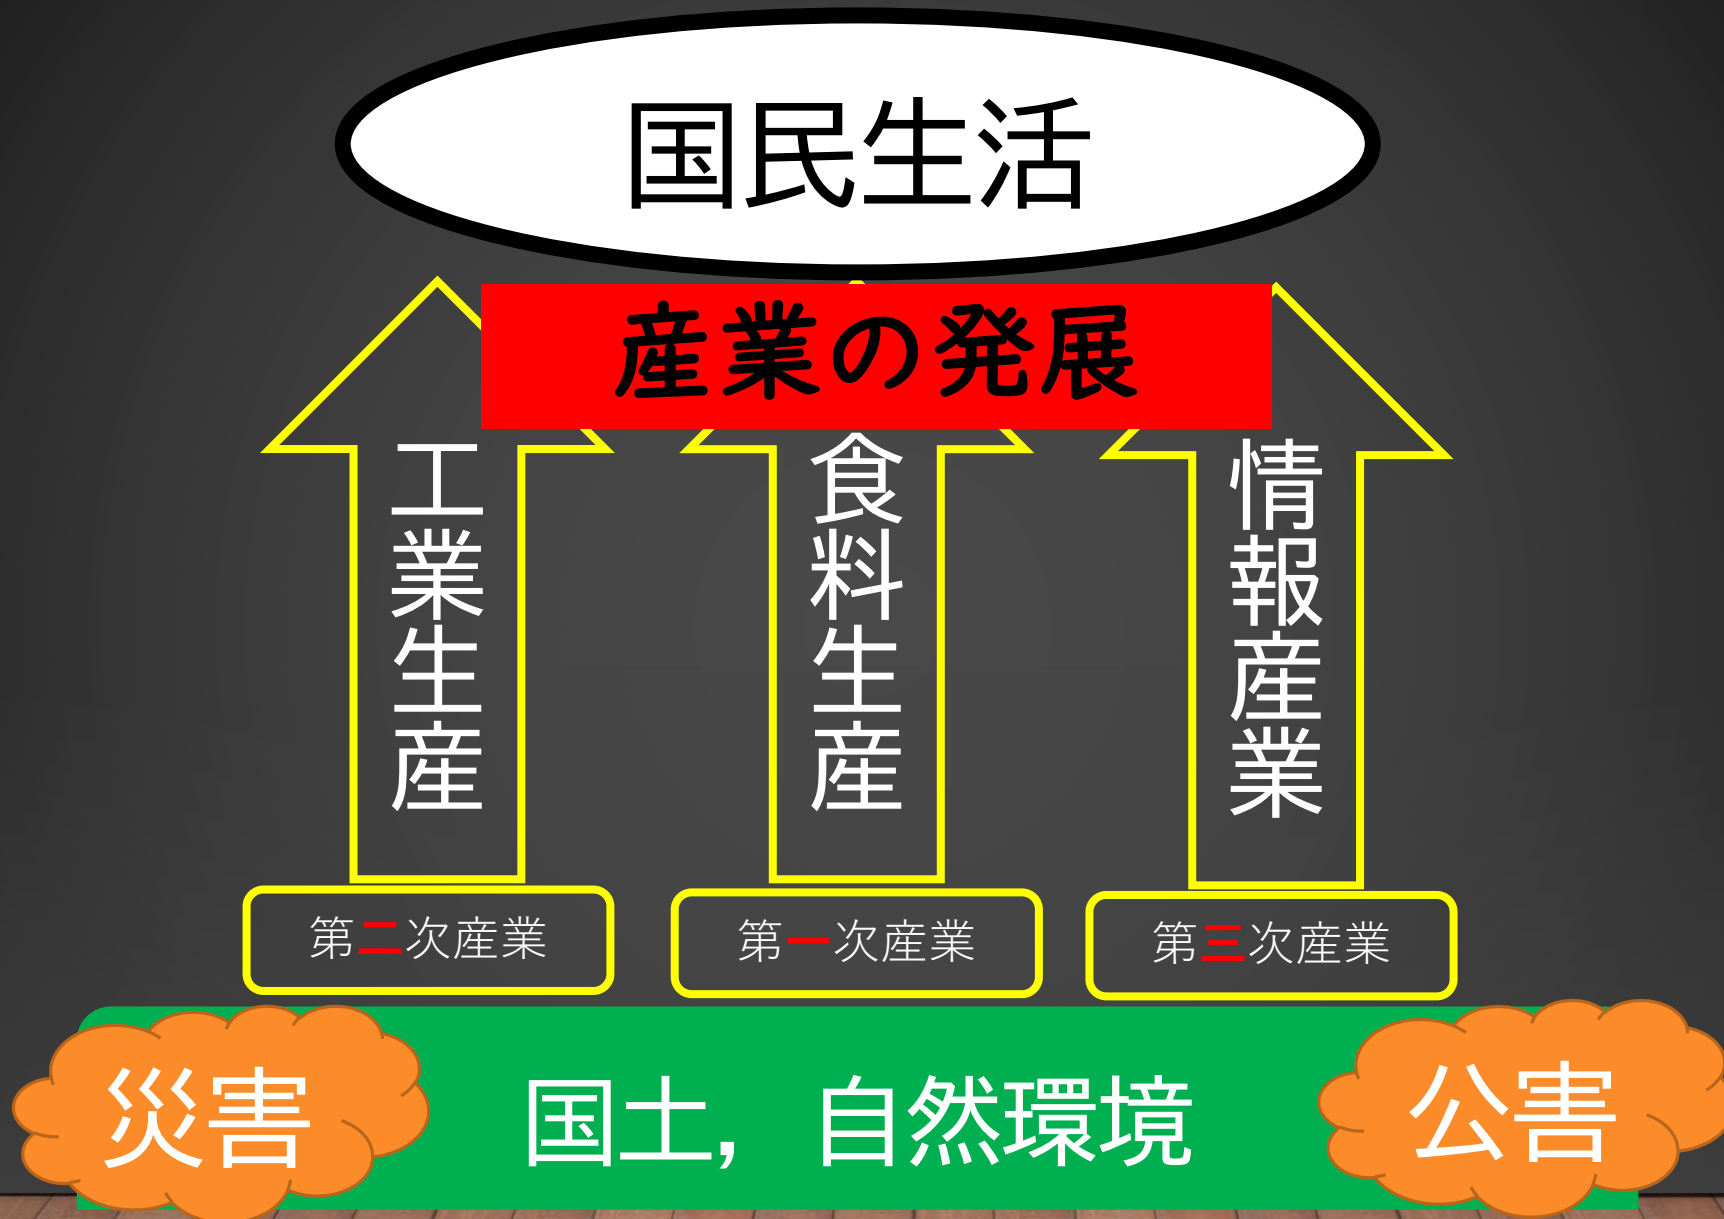 国民生活
産業の発展
工業生産
食料生産
情報産業
第二次産業
第一次産業
第三次産業
災害
国土，自然環境
公害